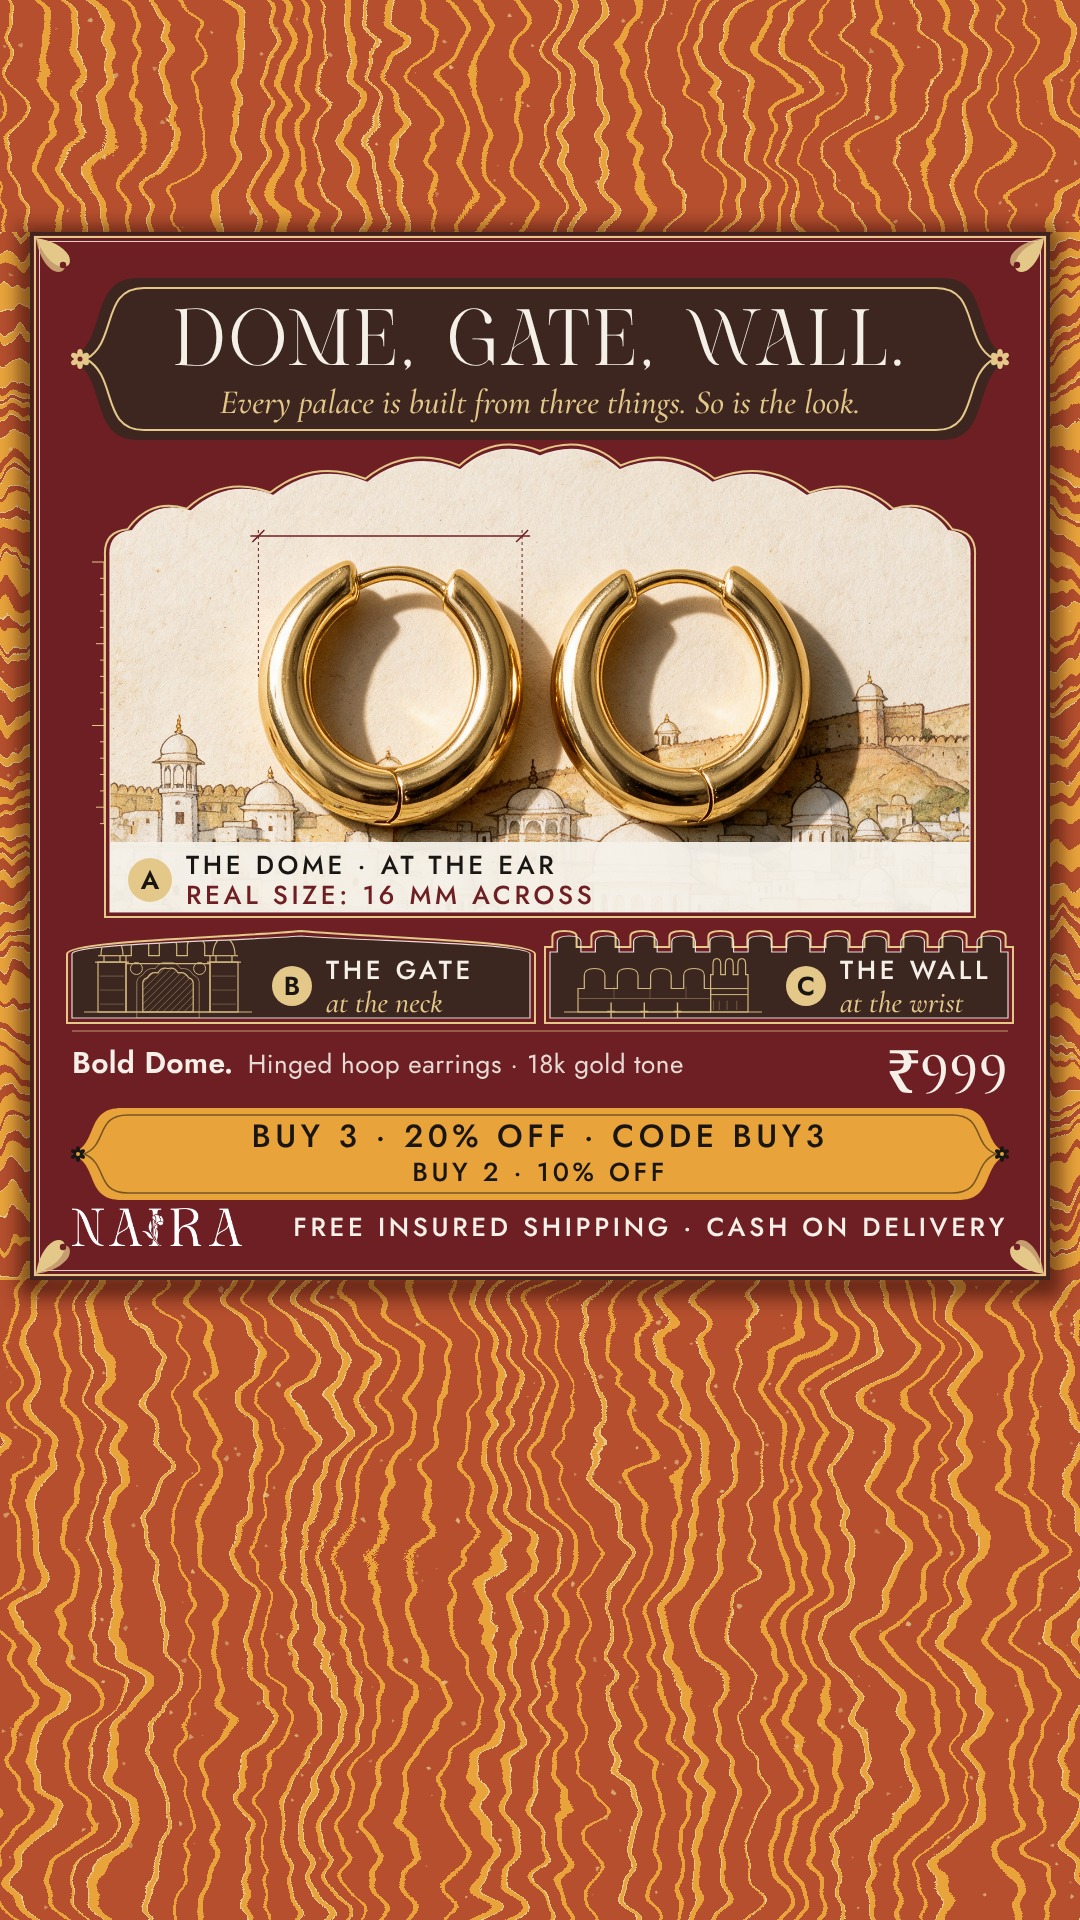 DOME, GATE, WALL.
Every palace is built from three things. So is the look.
A
THE DOME · AT THE EAR
REAL SIZE: 16 MM ACROSS
B
THE GATE
at the neck
C
THE WALL
at the wrist
Bold Dome. Hinged hoop earrings · 18k gold tone
₹999
BUY 3 · 20% OFF · CODE BUY3
BUY 2 · 10% OFF
NAIRA
FREE INSURED SHIPPING · CASH ON DELIVERY